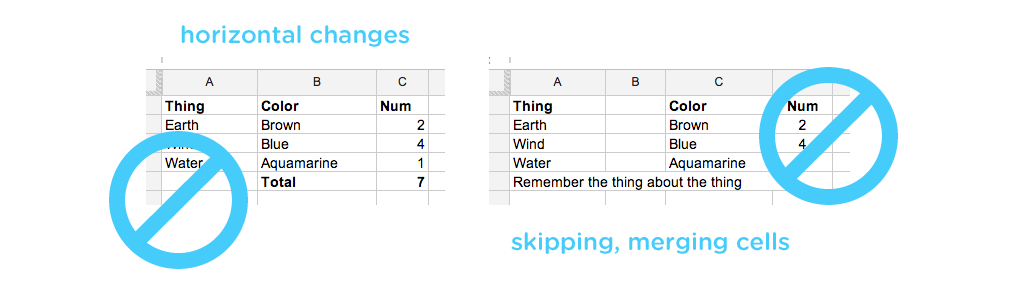 horizontal changes
A B C
Thing Color Num
Earth Brown 2
Wind Blue 4
Water Aquamarine 1
Total 7
A B C
Thing Color Num
Earth Brown 2
Wind Blue 4
Water Aquamarine
Remember the thing about the thing
skipping, merging cells